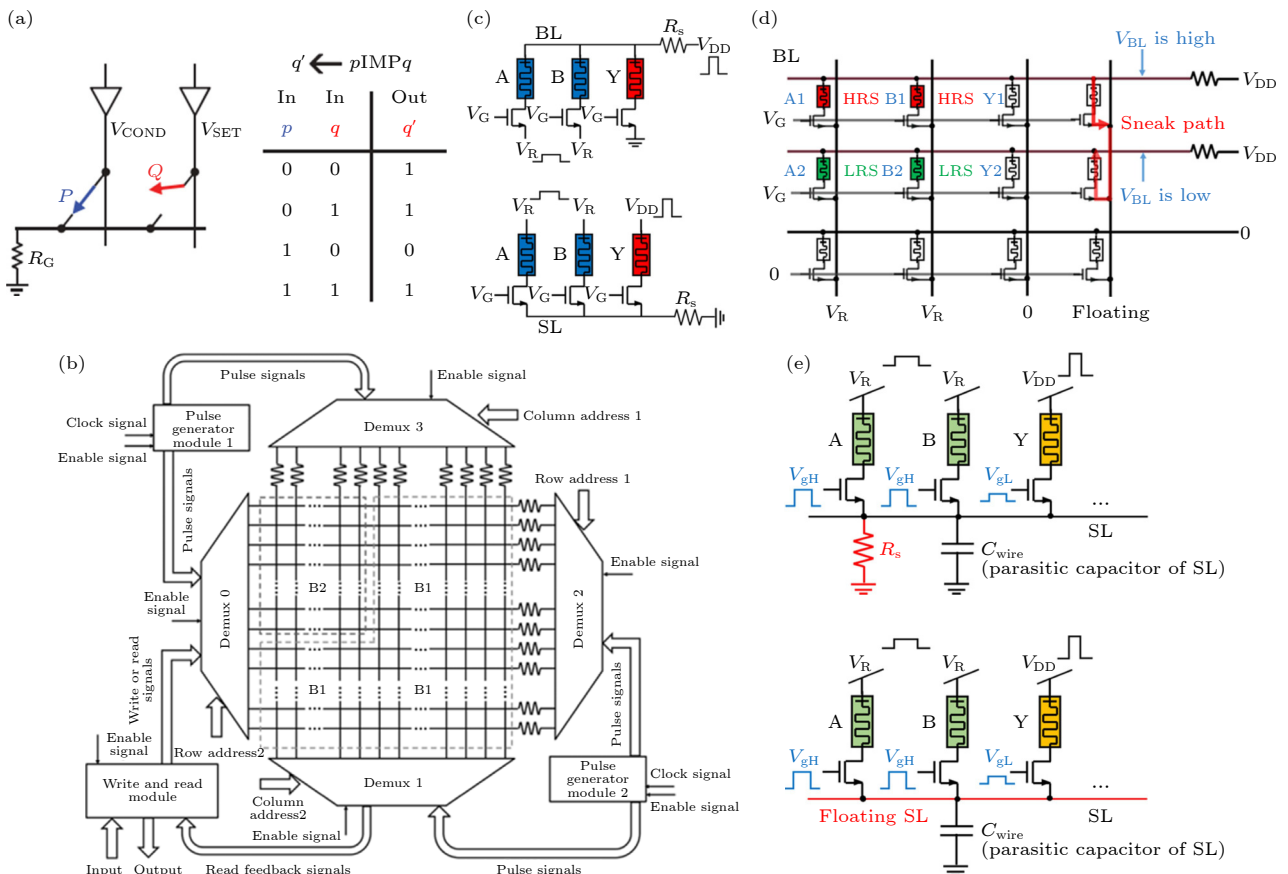 (a)
V_COND
V_SET
P
Q
R_G
q′ ← pIMPq
In In Out
p q q′
0 0 1
0 1 1
1 0 0
1 1 1
(c)
BL
R_s
V_DD
A
B
Y
V_G
V_G
V_G
V_R
V_R
V_R
V_R
V_DD
A
B
Y
V_G
V_G
V_G
R_s
SL
(d)
V_BL is high
BL
V_DD
A1 HRS B1 HRS Y1
V_G
Sneak path
V_DD
A2 LRS B2 LRS Y2
V_G
V_BL is low
0
0
V_R
V_R
0
Floating
(b)
Pulse signals
Enable signal
Clock signal
Pulse generator
module 1
Enable signal
Demux 3
Column address 1
Row address 1
Pulse signals
Enable signal
Enable
signal
Demux 0
B2
B1
Demux 2
Write or read
signals
B1
B1
Pulse signals
Enable
signal
Row address2
Write and read
module
Demux 1
Pulse generator
module 2
Clock signal
Enable signal
Column
address2
Enable signal
Input
Output
Read feedback signals
Pulse signals
(e)
V_R
V_R
V_DD
A
B
Y
V_gH
V_gH
V_gL
...
SL
R_s
C_wire
(parasitic capacitor of SL)
V_R
V_R
V_DD
A
B
Y
V_gH
V_gH
V_gL
...
Floating SL
SL
C_wire
(parasitic capacitor of SL)